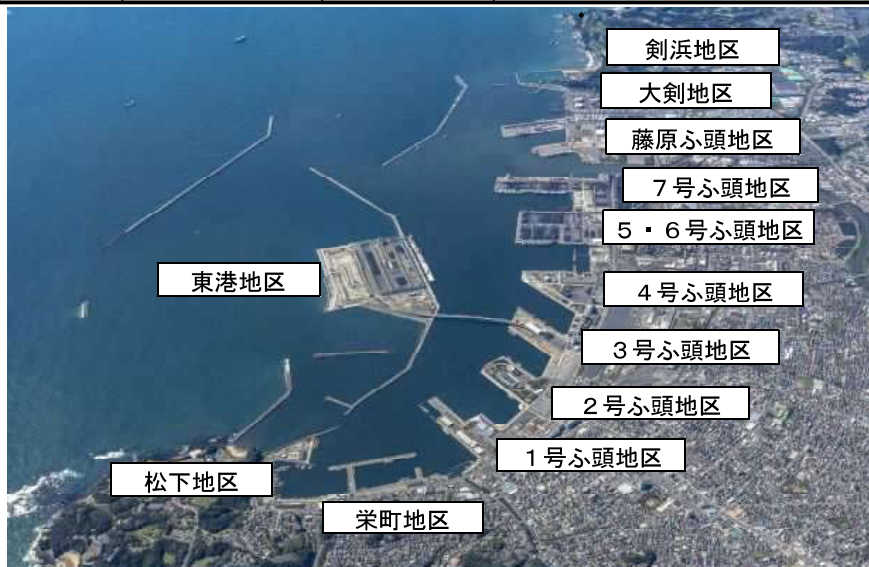 剣浜地区
大剣地区
藤原ふ頭地区
７号ふ頭地区
５・６号ふ頭地区
東港地区
４号ふ頭地区
３号ふ頭地区
２号ふ頭地区
１号ふ頭地区
松下地区
栄町地区